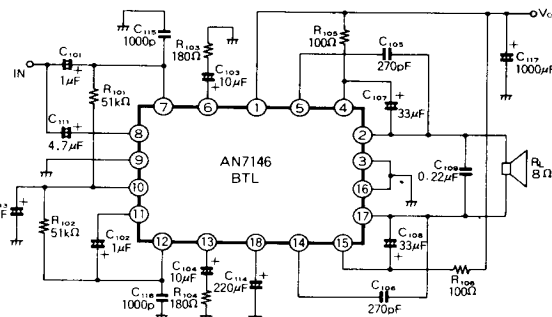 C115
1000p
R103
180Ω
R105
100Ω
C105
270pF
C101
1μF
IN
C103
10μF
C107
33μF
C117
1000μF
R101
51kΩ
C111
4.7μF
7
6
1
5
4
8
9
10
11
AN7146
BTL
2
3
16
17
C109
0.22μF
RL
8Ω
R102
51kΩ
C102
1μF
12
13
18
14
15
C108
33μF
C116
1000p
C104
10μF
R104
180Ω
C114
220μF
C106
270pF
R106
100Ω